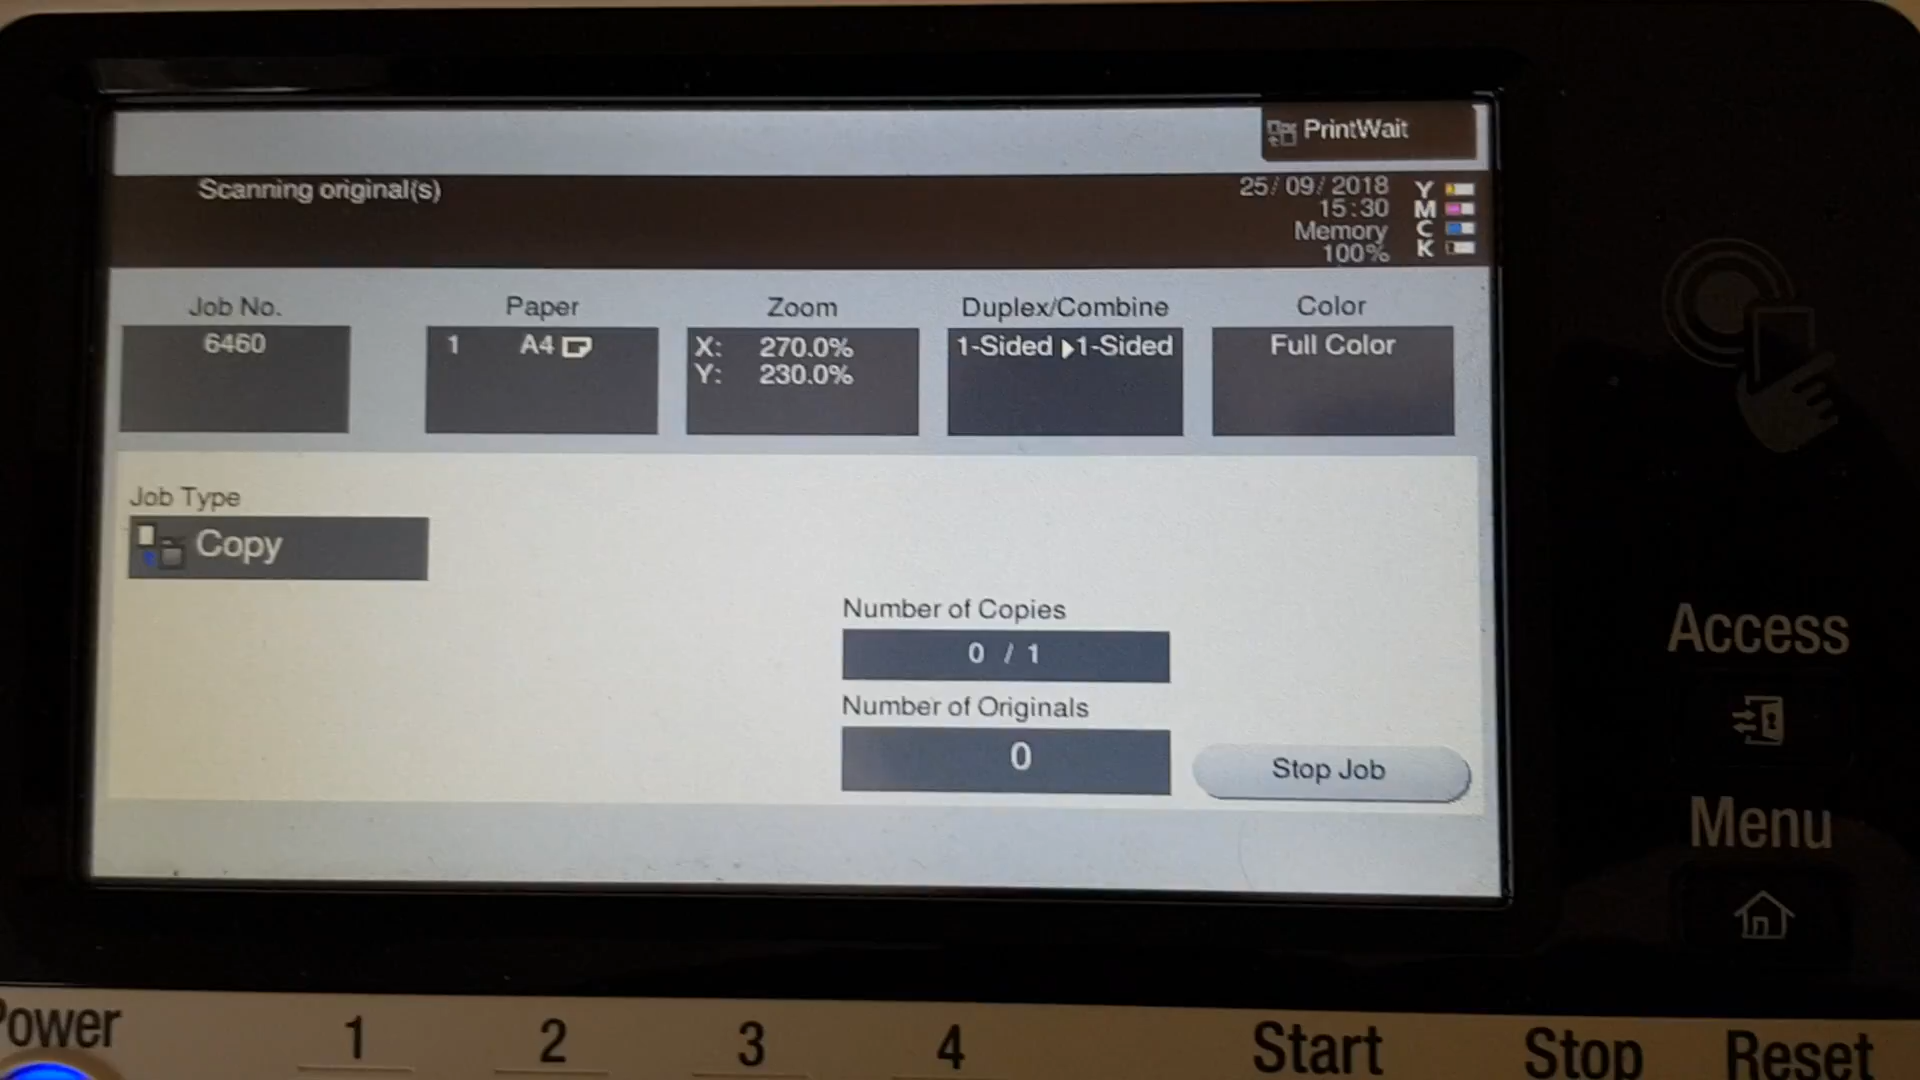 PrintWait
Scanning original(s)
25/09/2018
15:30
Memory
100%
Y
M
C
K
Job No.
6460
Paper
1 A4
Zoom
X: 270.0%
Y: 230.0%
Duplex/Combine
1-Sided ▶1-Sided
Color
Full Color
Job Type
Copy
Number of Copies
0 / 1
Number of Originals
0
Stop Job
Access
Menu
Power
1 2 3 4 Start Stop Reset